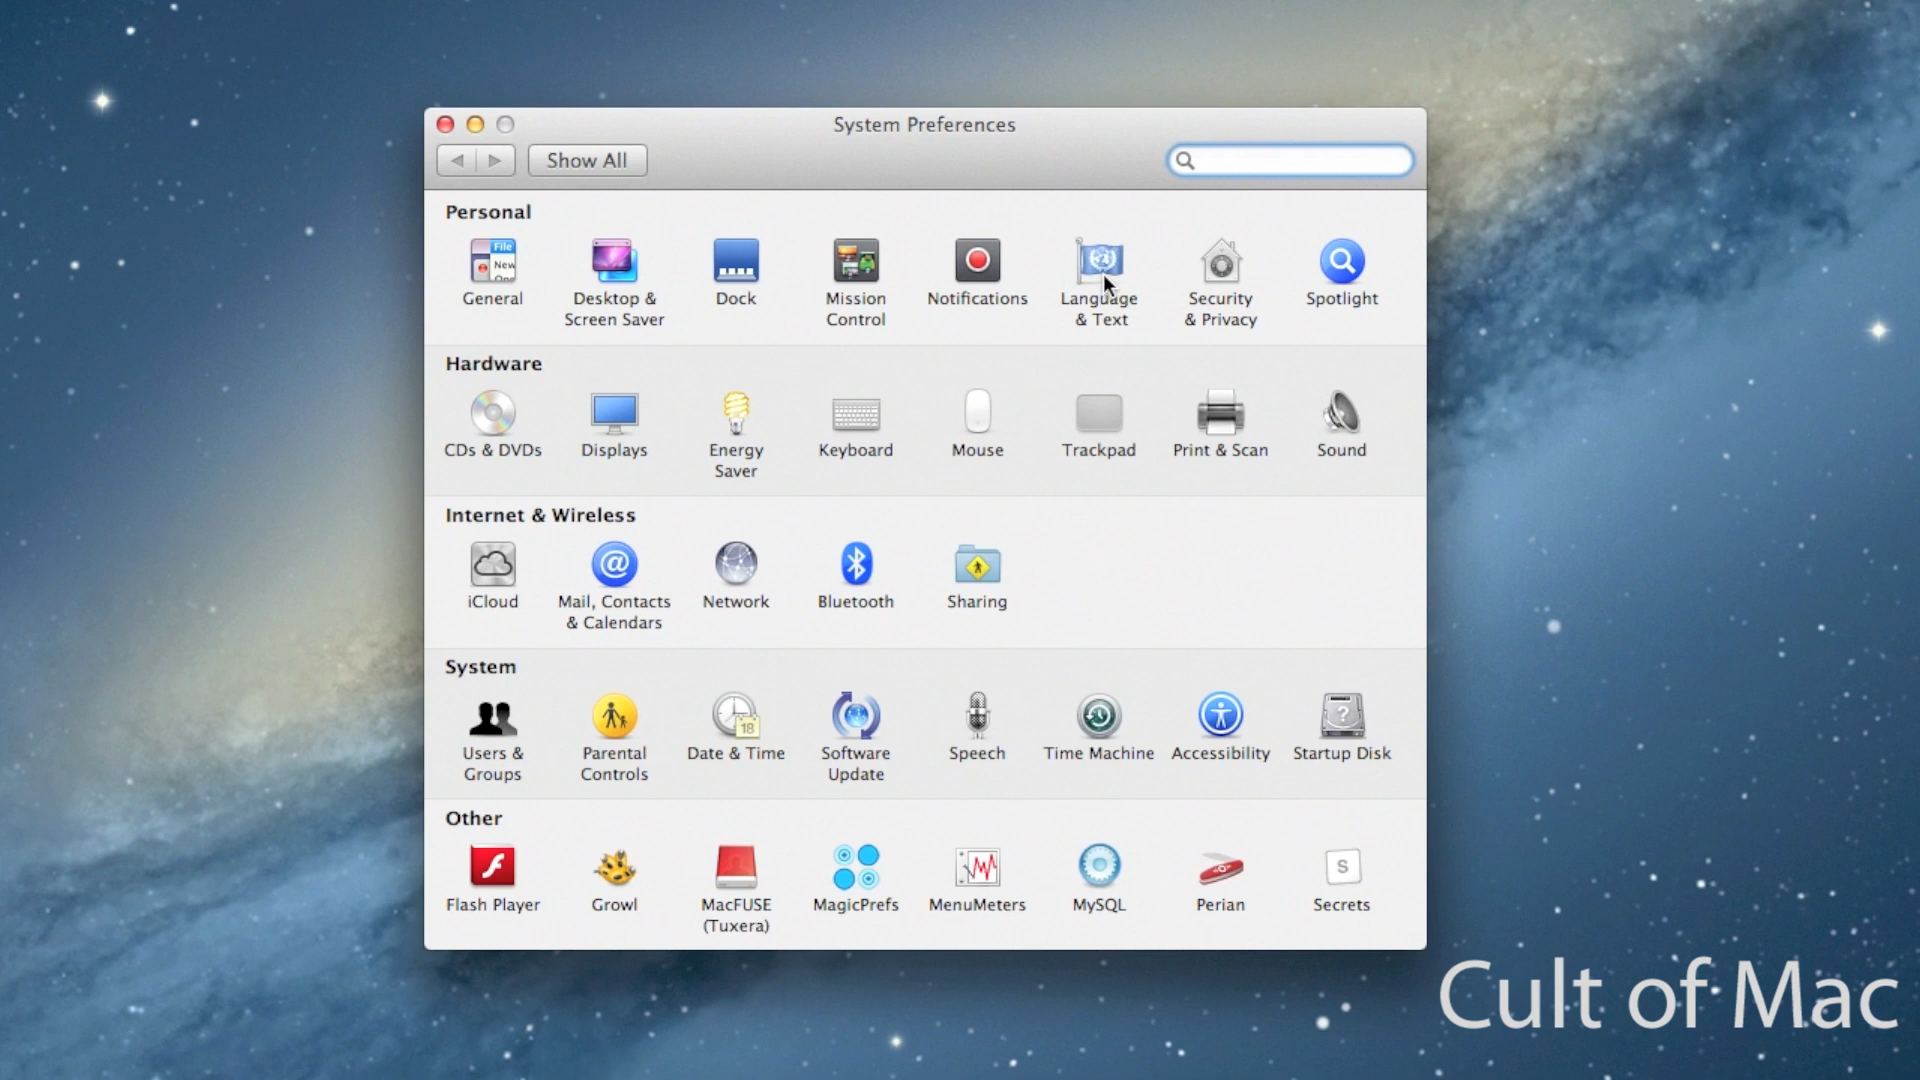 System Preferences
Show All
Personal
File
New
General
Desktop &
Screen Saver
Dock
Mission
Control
Notifications
Language
& Text
Security
& Privacy
Spotlight
Hardware
CDs & DVDs
Displays
Energy
Saver
Keyboard
Mouse
Trackpad
Print & Scan
Sound
Internet & Wireless
iCloud
@
Mail, Contacts
& Calendars
Network
Bluetooth
Sharing
System
Users &
Groups
Parental
Controls
18
Date & Time
Software
Update
Speech
Time Machine
Accessibility
?
Startup Disk
Other
Flash Player
Growl
MacFUSE
(Tuxera)
MagicPrefs
MenuMeters
MySQL
Perian
S
Secrets
Cult of Mac